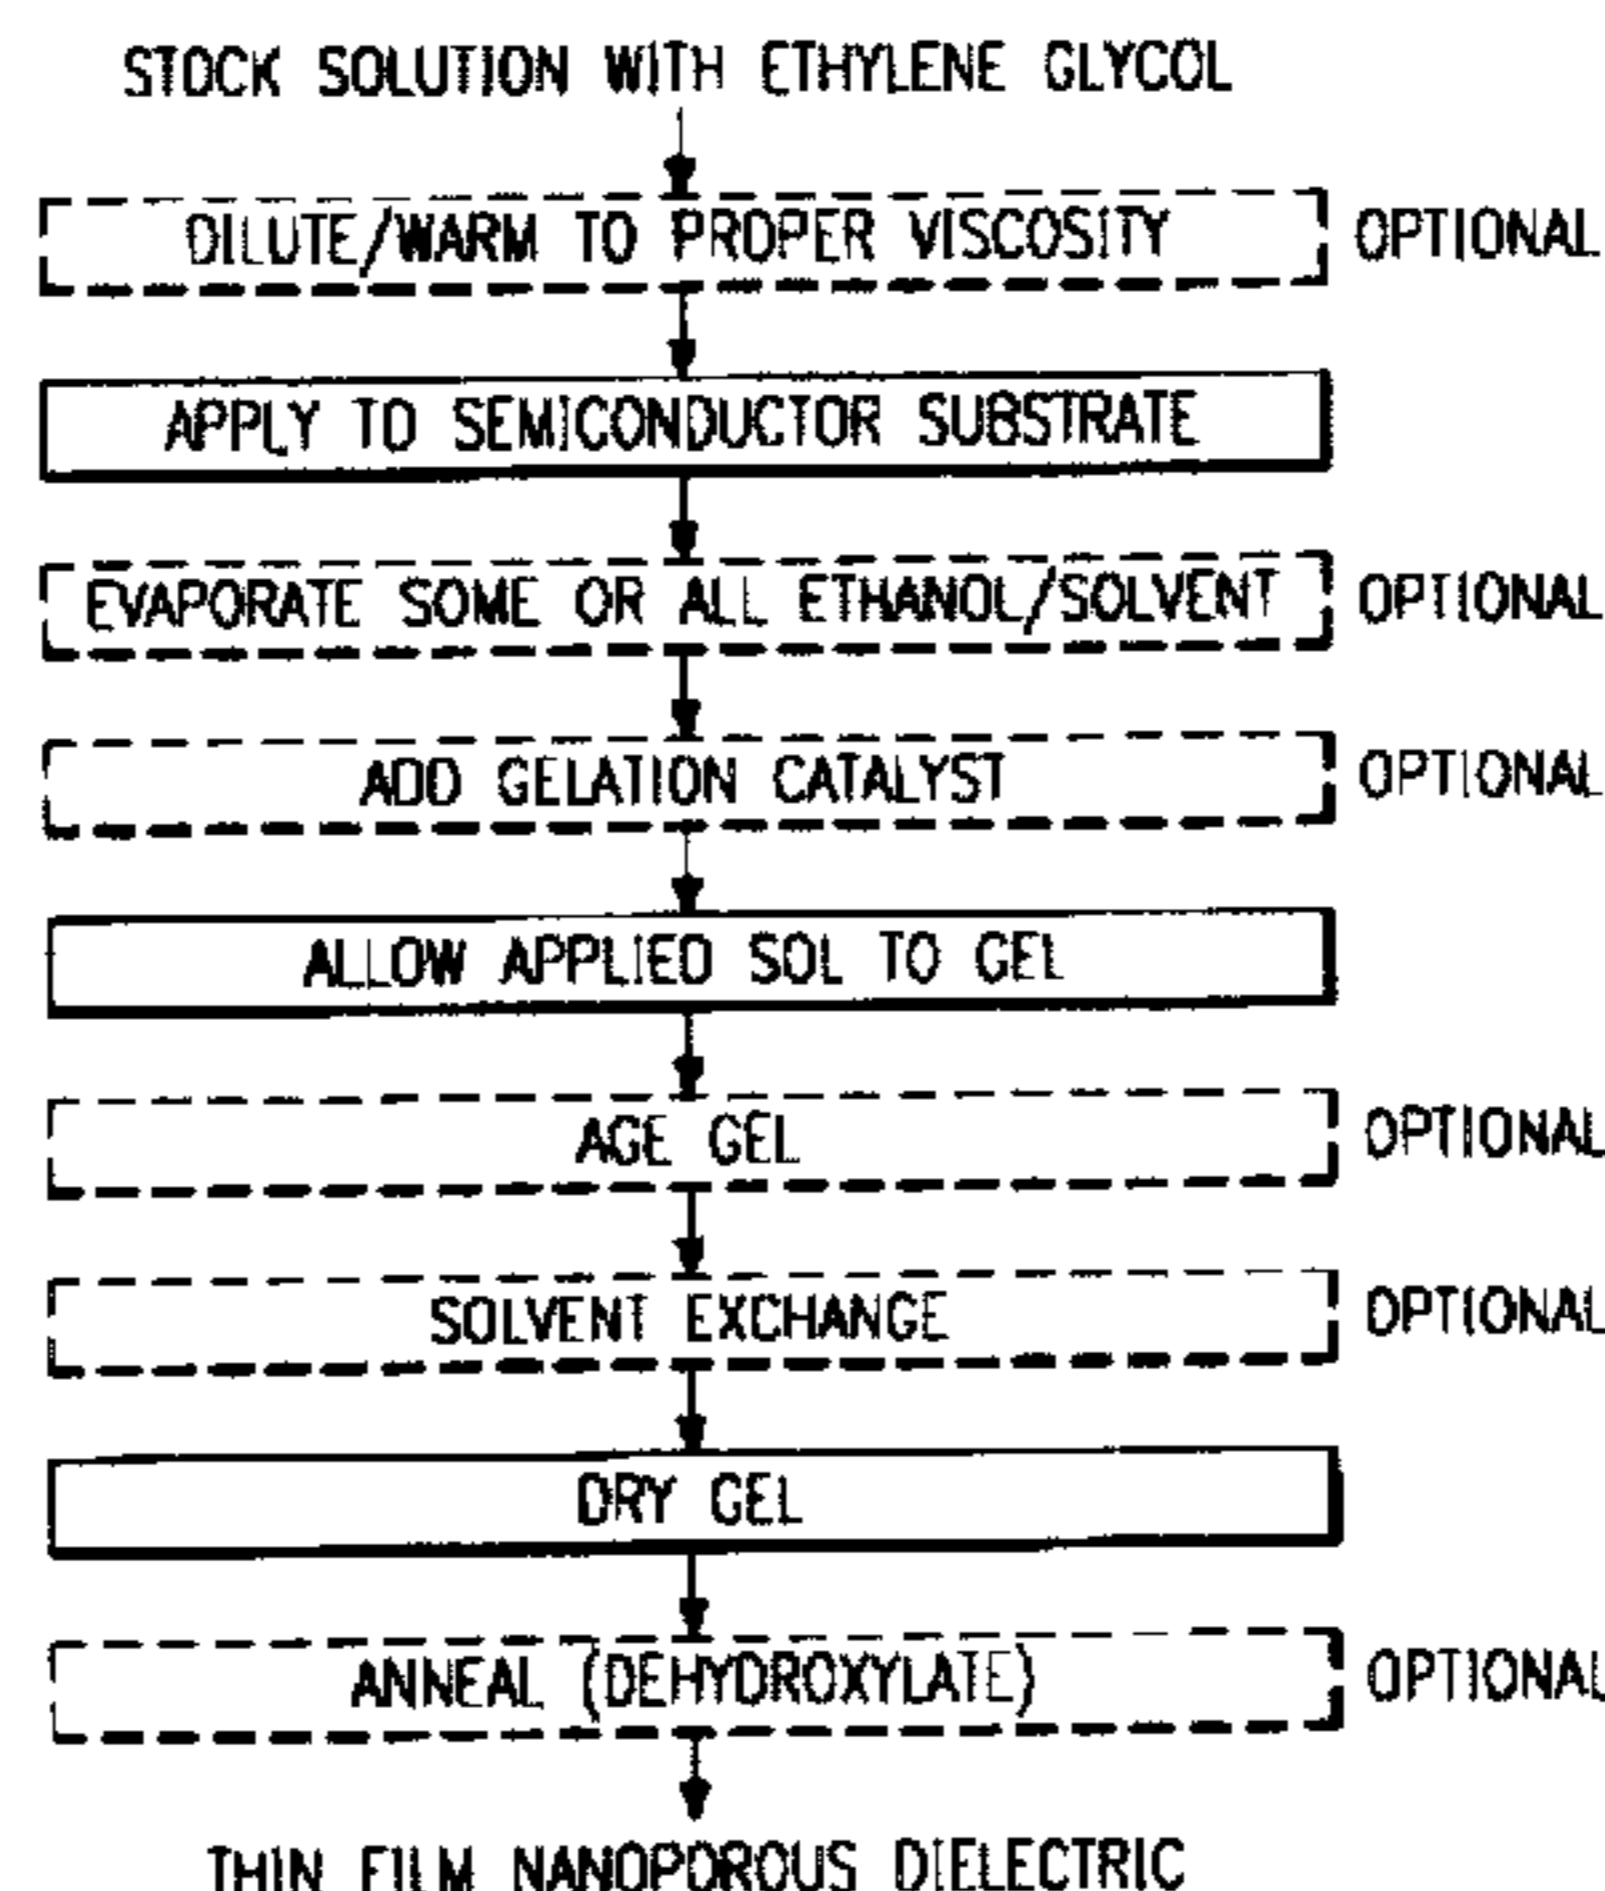 STOCK SOLUTION WITH ETHYLENE GLYCOL
DILUTE/WARM TO PROPER VISCOSITY OPTIONAL
APPLY TO SEMICONDUCTOR SUBSTRATE
EVAPORATE SOME OR ALL ETHANOL/SOLVENT OPTIONAL
ADD GELATION CATALYST OPTIONAL
ALLOW APPLIED SOL TO GEL
AGE GEL OPTIONAL
SOLVENT EXCHANGE OPTIONAL
DRY GEL
ANNEAL (DEHYDROXYLATE) OPTIONAL
THIN FILM NANOPOROUS DIELECTRIC